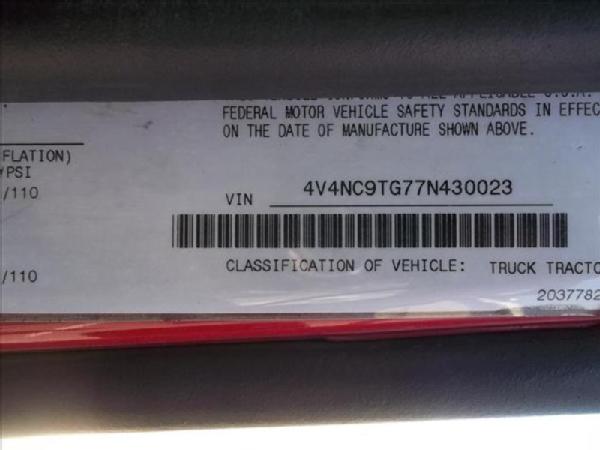 FEDERAL MOTOR VEHICLE SAFETY STANDARDS IN EFFEC
ON THE DATE OF MANUFACTURE SHOWN ABOVE.
FLATION)
/PSI
/110
VIN 4V4NC9TG77N430023
/110
CLASSIFICATION OF VEHICLE: TRUCK TRACTO
2037782